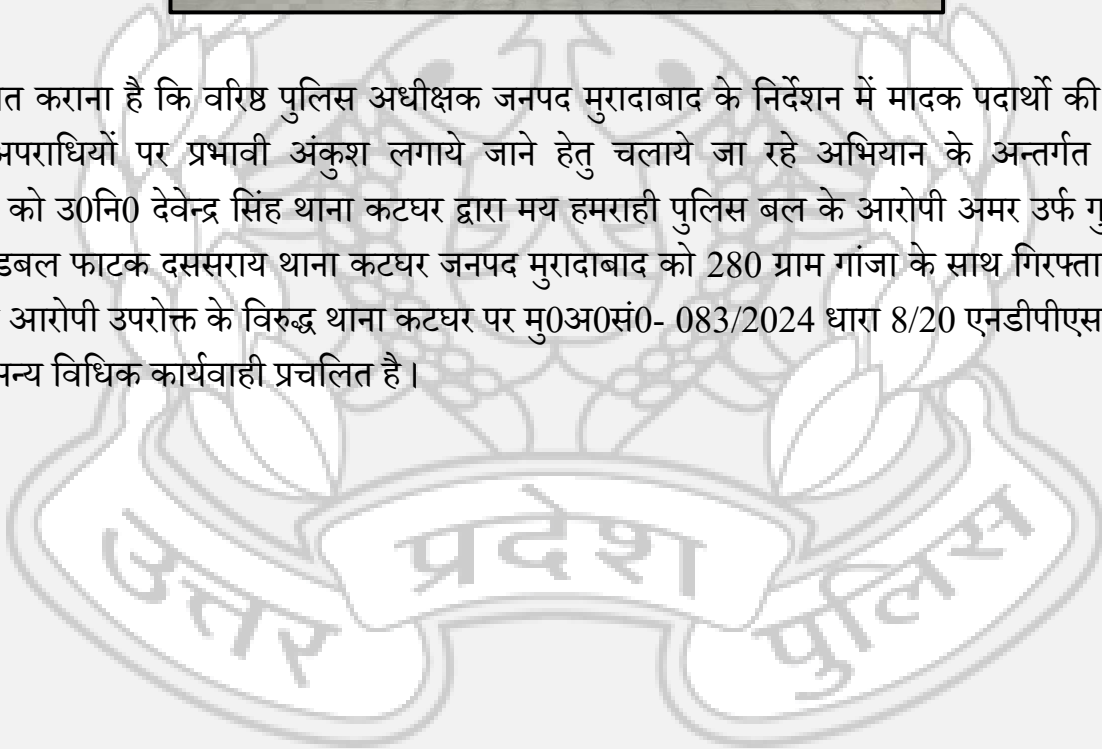 त कराना है कि वरिष्ठ पुलिस अधीक्षक जनपद मुरादाबाद के निर्देशन में मादक पदार्थो की
अपराधियों पर प्रभावी अंकुश लगाये जाने हेतु चलाये जा रहे अभियान के अन्तर्गत
को उ0नि0 देवेन्द्र सिंह थाना कटघर द्वारा मय हमराही पुलिस बल के आरोपी अमर उर्फ गु
डबल फाटक दससराय थाना कटघर जनपद मुरादाबाद को 280 ग्राम गांजा के साथ गिरफ्ता
आरोपी उपरोक्त के विरुद्ध थाना कटघर पर मु0अ0सं0- 083/2024 धारा 8/20 एनडीपीएस
न्य विधिक कार्यवाही प्रचलित है।
उत्तर प्रदेश पुलिस